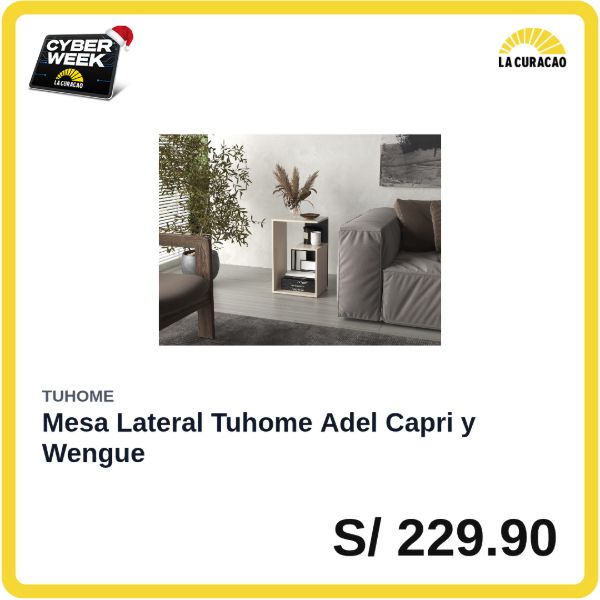 CYBER
WEEK
LA CURACAO
LA CURACAO
TUHOME
Mesa Lateral Tuhome Adel Capri y
Wengue
S/ 229.90